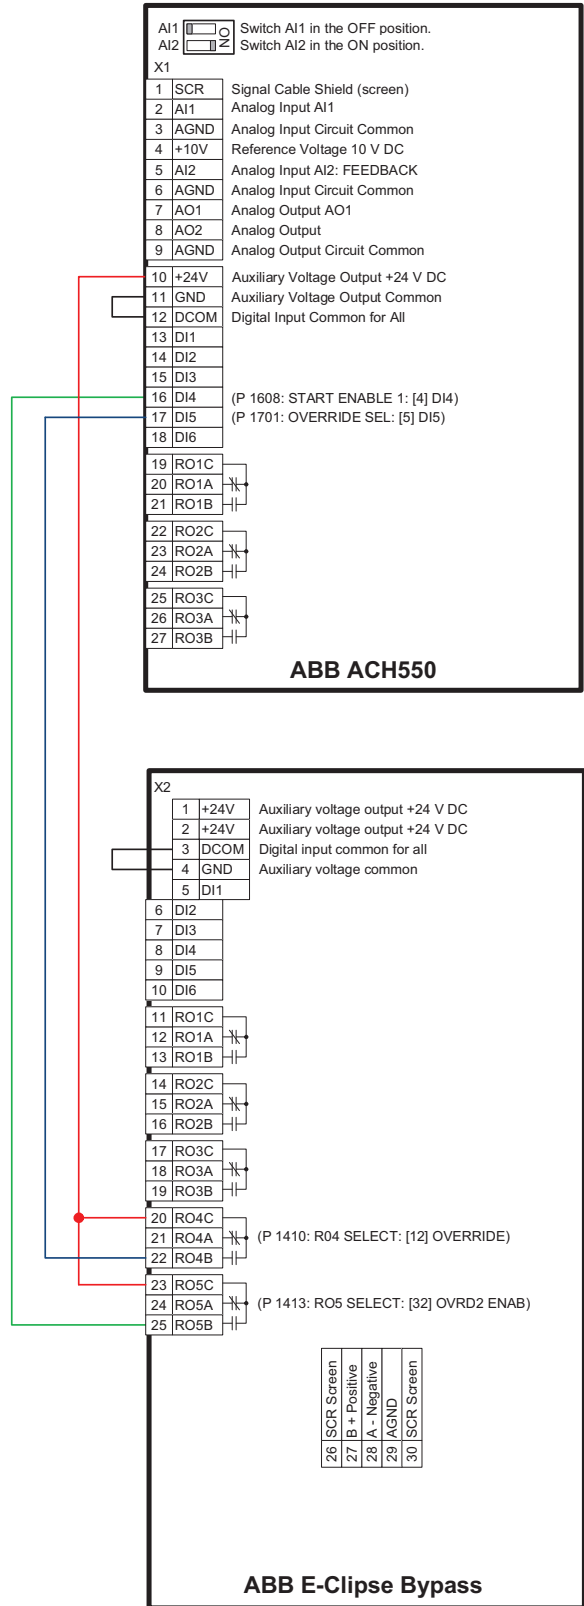 AI1 Switch AI1 in the OFF position.
AI2 ON Switch AI2 in the ON position.
X1
1 SCR Signal Cable Shield (screen)
2 AI1 Analog Input AI1
3 AGND Analog Input Circuit Common
4 +10V Reference Voltage 10 V DC
5 AI2 Analog Input AI2: FEEDBACK
6 AGND Analog Input Circuit Common
7 AO1 Analog Output AO1
8 AO2 Analog Output
9 AGND Analog Output Circuit Common
10 +24V Auxiliary Voltage Output +24 V DC
11 GND Auxiliary Voltage Output Common
12 DCOM Digital Input Common for All
13 DI1
14 DI2
15 DI3
16 DI4 (P 1608: START ENABLE 1: [4] DI4)
17 DI5 (P 1701: OVERRIDE SEL: [5] DI5)
18 DI6
19 RO1C
20 RO1A
21 RO1B
22 RO2C
23 RO2A
24 RO2B
25 RO3C
26 RO3A
27 RO3B
ABB ACH550
X2
1 +24V Auxiliary voltage output +24 V DC
2 +24V Auxiliary voltage output +24 V DC
3 DCOM Digital input common for all
4 GND Auxiliary voltage common
5 DI1
6 DI2
7 DI3
8 DI4
9 DI5
10 DI6
11 RO1C
12 RO1A
13 RO1B
14 RO2C
15 RO2A
16 RO2B
17 RO3C
18 RO3A
19 RO3B
20 RO4C
21 RO4A (P 1410: R04 SELECT: [12] OVERRIDE)
22 RO4B
23 RO5C
24 RO5A (P 1413: RO5 SELECT: [32] OVRD2 ENAB)
25 RO5B
26 SCR Screen
27 B + Positive
28 A - Negative
29 AGND
30 SCR Screen
ABB E-Clipse Bypass